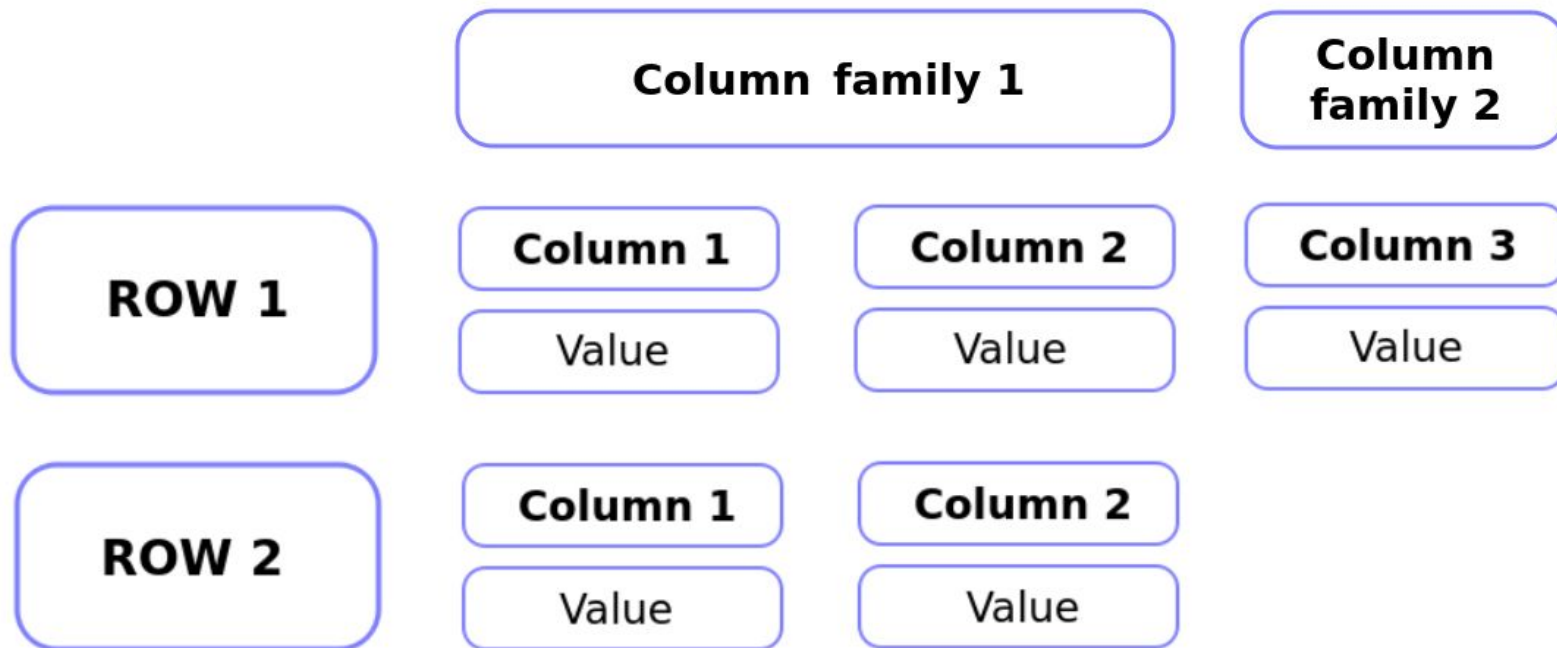 Column family 1
Column
family 2
ROW 1
Column 1
Column 2
Column 3
Value
Value
Value
ROW 2
Column 1
Column 2
Value
Value